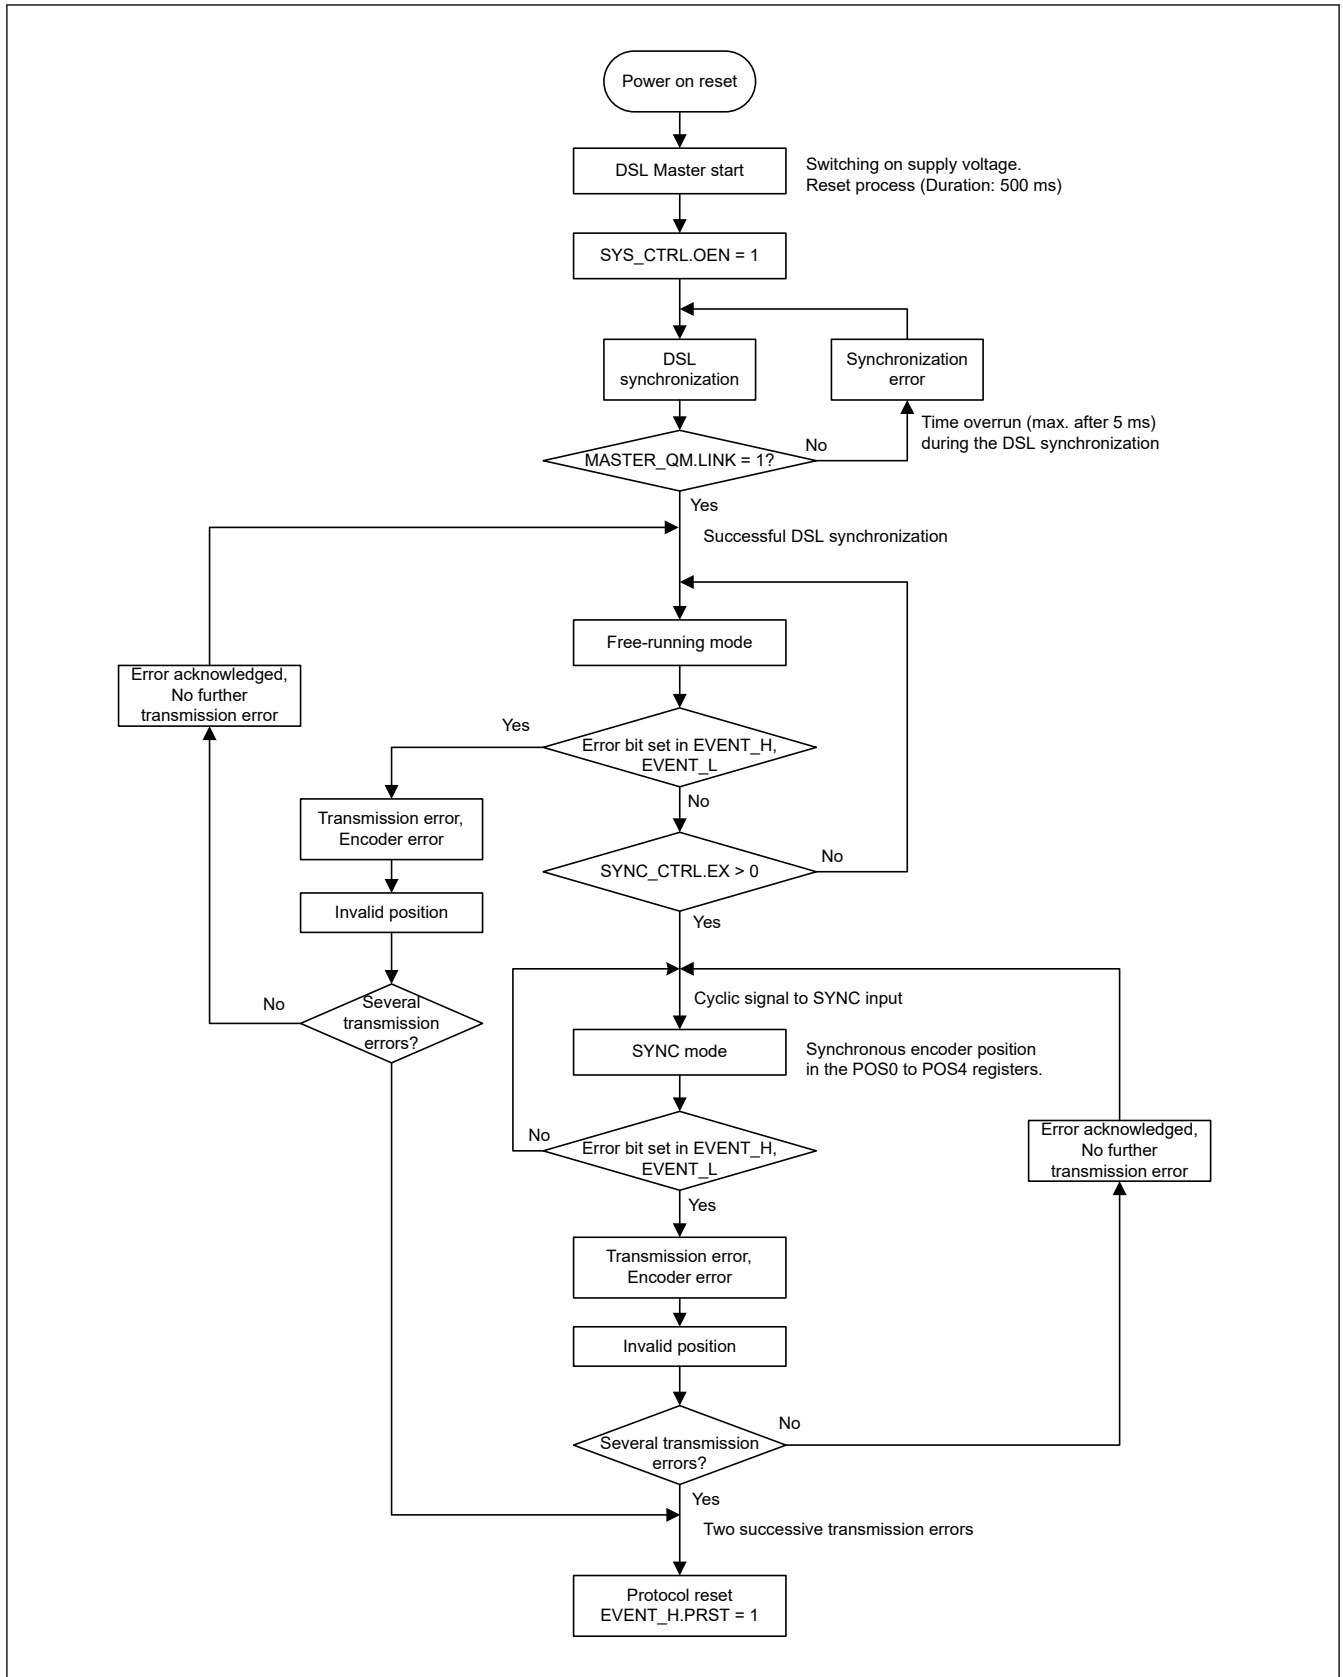 Power on reset
DSL Master start
Switching on supply voltage.
Reset process (Duration: 500 ms)
SYS_CTRL.OEN = 1
DSL
synchronization
Synchronization
error
Time overrun (max. after 5 ms)
during the DSL synchronization
MASTER_QM.LINK = 1?
No
Yes
Successful DSL synchronization
Free-running mode
Error acknowledged,
No further
transmission error
Yes
Error bit set in EVENT_H,
EVENT_L
No
Transmission error,
Encoder error
SYNC_CTRL.EX > 0
No
Invalid position
Yes
No
Several
transmission
errors?
Cyclic signal to SYNC input
SYNC mode
Synchronous encoder position
in the POS0 to POS4 registers.
No
Error bit set in EVENT_H,
EVENT_L
Error acknowledged,
No further
transmission error
Yes
Transmission error,
Encoder error
Invalid position
No
Several transmission
errors?
Yes
Two successive transmission errors
Protocol reset
EVENT_H.PRST = 1